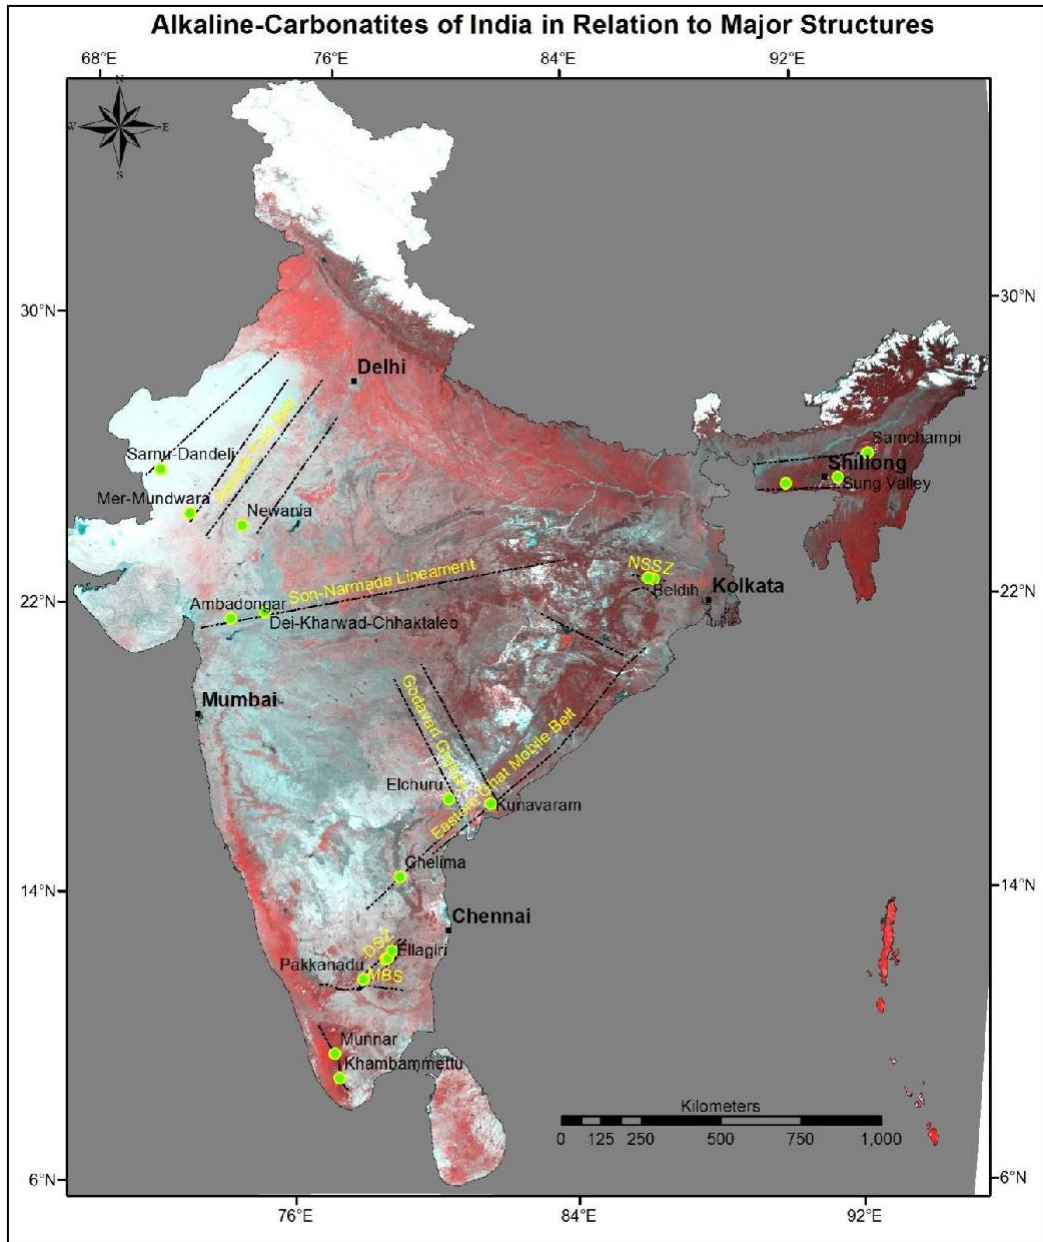 Alkaline-Carbonatites of India in Relation to Major Structures
68°E
76°E
84°E
92°E
N
W
E
S
30°N
30°N
Delhi
Sarnu-Dandeli
Mer-Mundwara
Newania
Samchampi
Shillong
Sung Valley
Son-Narmada Lineament
NSSZ
Beldih
Kolkata
22°N
22°N
Ambadongar
Dei-Kharwad-Chhaktaleo
Mumbai
Godavari Graben
Eastern Ghat Mobile Belt
Elchuru
Kunavaram
Chelima
14°N
14°N
Chennai
DSZ
Ellagiri
Pakkanadu
MBS
Munnar
Khambammettu
Kilometers
0 125 250 500 750 1,000
6°N
6°N
76°E
84°E
92°E